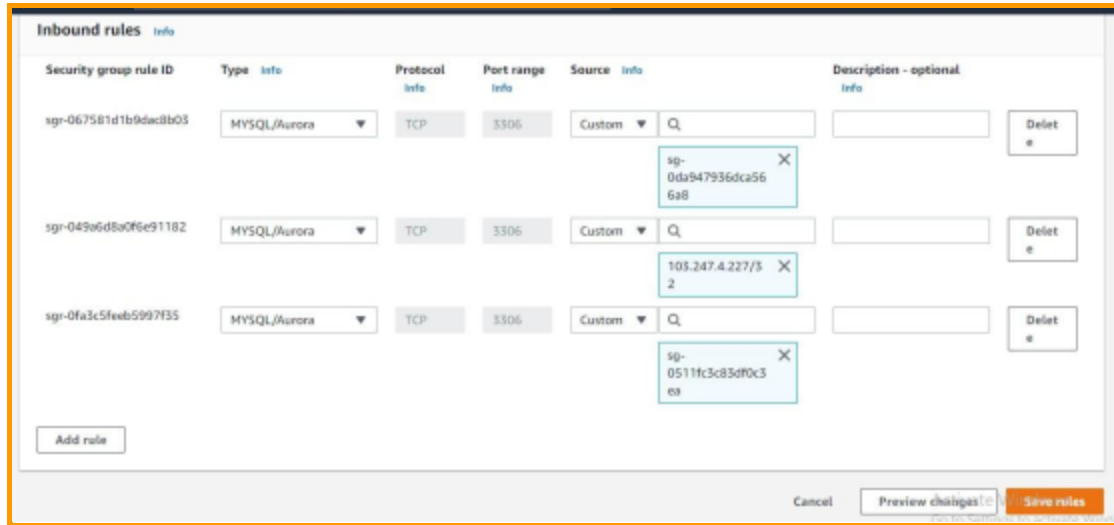 Inbound rules Info
Security group rule ID Type Info Protocol Port range Source Info Description - optional
Info Info Info
sgr-067581d1b9dac8b03 MYSQL/Aurora TCP 3306 Custom Delet
e
sg-
0da947936dca56
6a8
sgr-049a6d8a0f6e91182 MYSQL/Aurora TCP 3306 Custom Delet
e
103.247.4.227/3
2
sgr-0fa3c5feeb5997f35 MYSQL/Aurora TCP 3306 Custom Delet
e
sg-
0511fc3c83df0c3
ea
Add rule
Cancel Preview changes Save rules